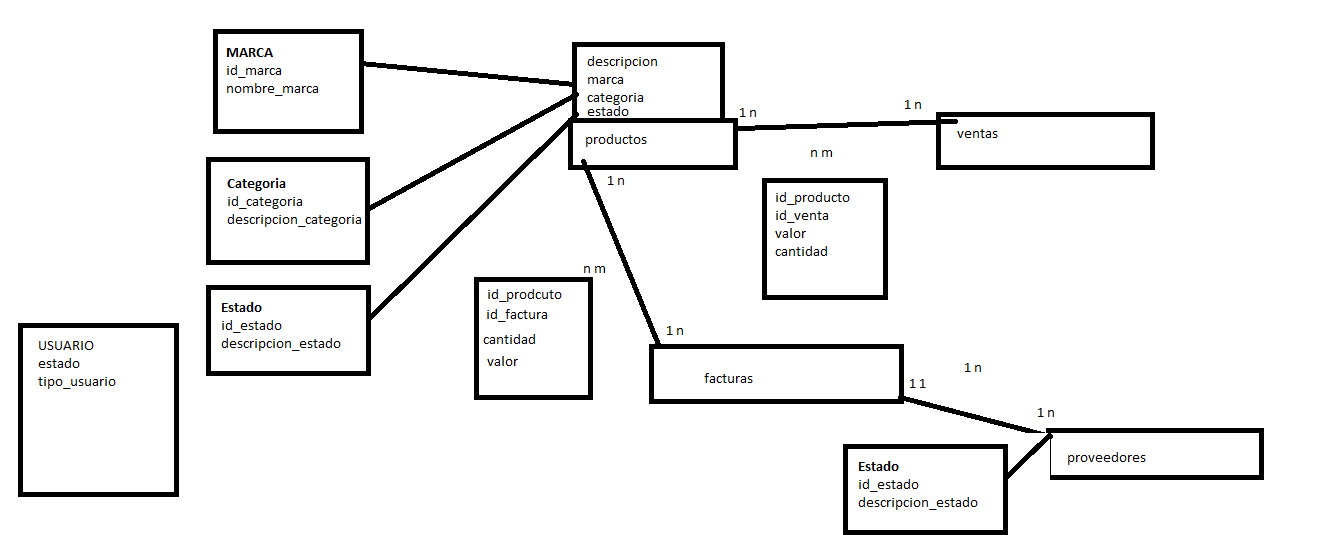 MARCA
id_marca
nombre_marca
descripcion
marca
categoria
estado
productos
1 n
1 n
ventas
n m
Categoria
id_categoria
descripcion_categoria
1 n
id_producto
id_venta
valor
cantidad
n m
id_prodcuto
id_factura
cantidad
valor
Estado
id_estado
descripcion_estado
USUARIO
estado
tipo_usuario
1 n
facturas
1 1
1 n
1 n
proveedores
Estado
id_estado
descripcion_estado